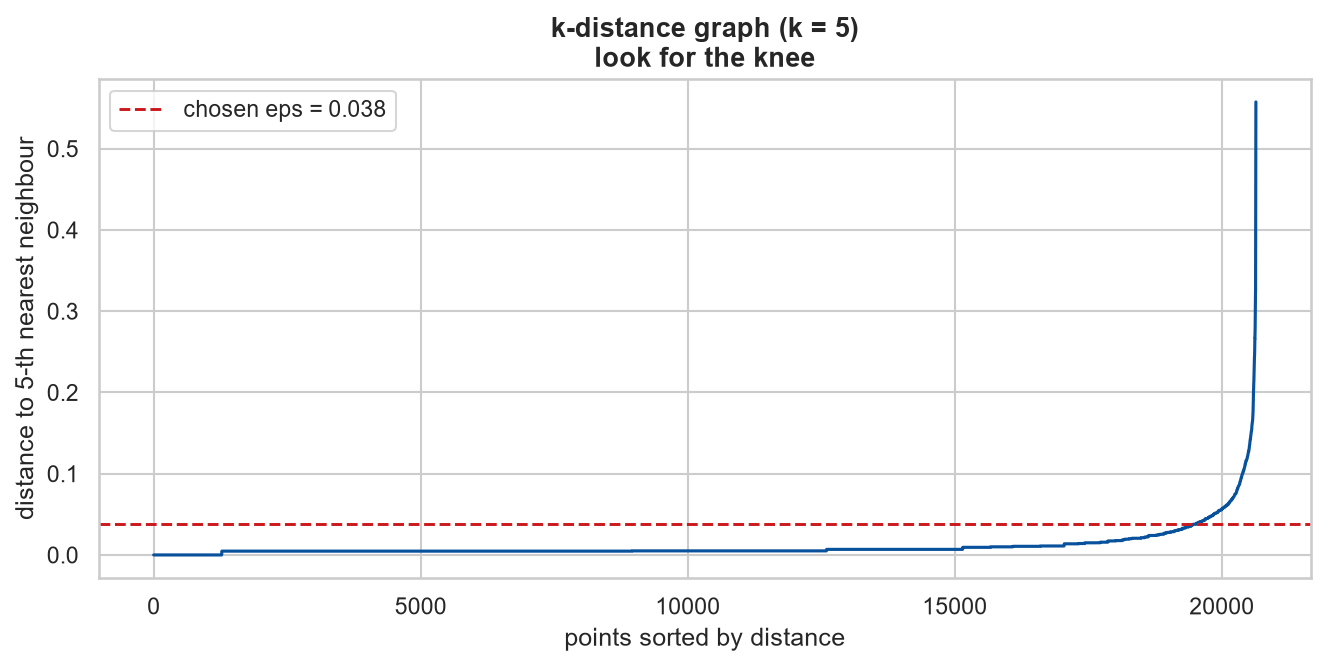 k-distance graph (k = 5)
look for the knee
chosen eps = 0.038
distance to 5-th nearest neighbour
0.5
0.4
0.3
0.2
0.1
0.0
0
5000
10000
15000
20000
points sorted by distance